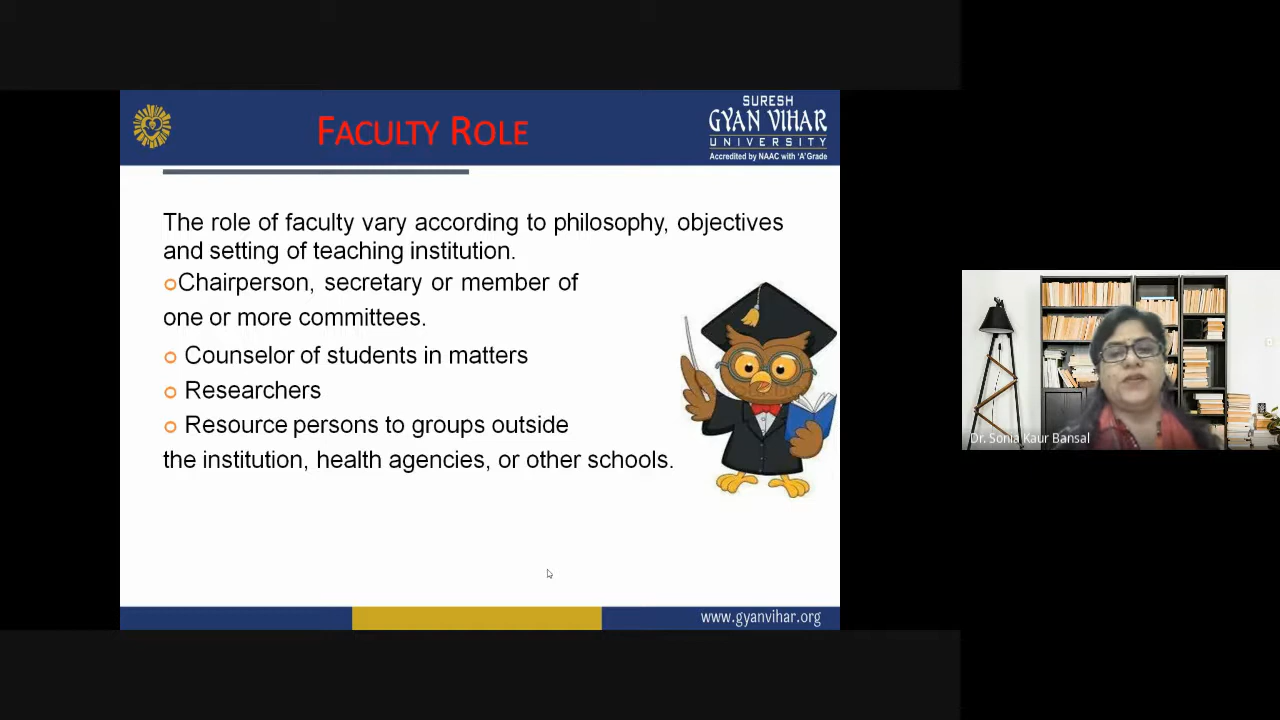 FACULTY ROLE
SURESH
GYAN VIHAR
UNIVERSITY
Accredited by NAAC with 'A' Grade
The role of faculty vary according to philosophy, objectives
and setting of teaching institution.
Chairperson, secretary or member of
one or more committees.
Counselor of students in matters
Researchers
Resource persons to groups outside
the institution, health agencies, or other schools.
Dr. Sonia Kaur Bansal
www.gyanvihar.org